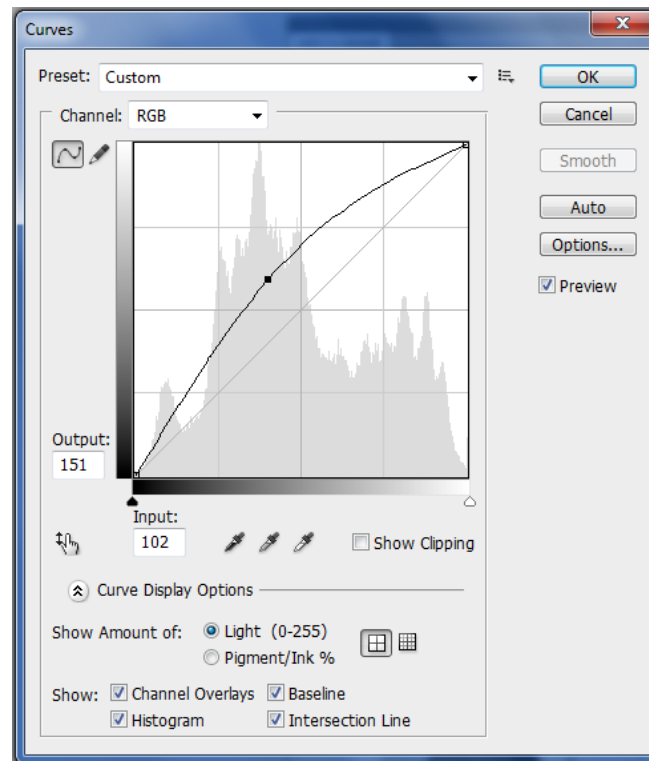 Curves
Preset: Custom
OK
Channel: RGB
Cancel
Smooth
Auto
Options...
Preview
Output:
151
Input:
102
Show Clipping
Curve Display Options
Show Amount of: Light (0-255)
Pigment/Ink %
Show: Channel Overlays Baseline
Histogram Intersection Line